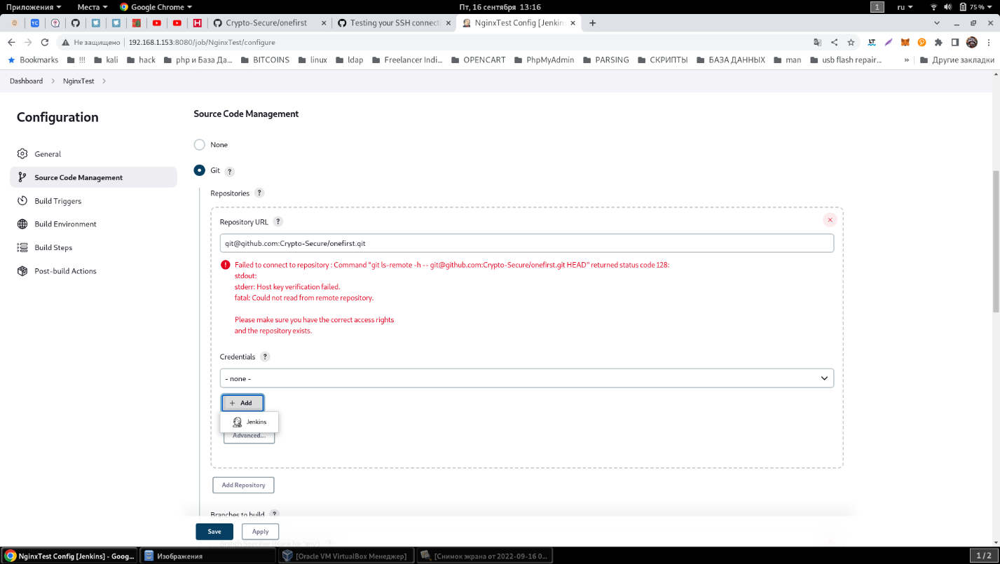 Приложения Места Google Chrome Пт, 16 сентября 13:16 1 ru 75 %
YC H Crypto-Secure/onefirst Testing your SSH connecti NginxTest Config [Jenkins
Не защищено 192.168.1.153:8080/job/NginxTest/configure LT
Bookmarks !!! kali hack php и База Да... BITCOINS linux ldap Freelancer Indi... OPENCART PhpMyAdmin PARSING СКРИПТЫ БАЗА ДАННЫХ man usb flash repair... » Другие закладки
Dashboard NginxTest
Configuration
General
Source Code Management
Build Triggers
Build Environment
Build Steps
Post-build Actions
Source Code Management
None
Git ?
Repositories ?
Repository URL ?
git@github.com:Crypto-Secure/onefirst.git
Failed to connect to repository : Command "git ls-remote -h -- git@github.com:Crypto-Secure/onefirst.git HEAD" returned status code 128:
stdout:
stderr: Host key verification failed.
fatal: Could not read from remote repository.
Please make sure you have the correct access rights
and the repository exists.
Credentials ?
- none -
+ Add
Jenkins
Advanced...
Add Repository
Branches to build ?
Save Apply
Branch Specifier (blank for 'any') ?
NginxTest Config [Jenkins] - Goog... Изображения [Oracle VM VirtualBox Менеджер] [Снимок экрана от 2022-09-16 0... 1 / 2